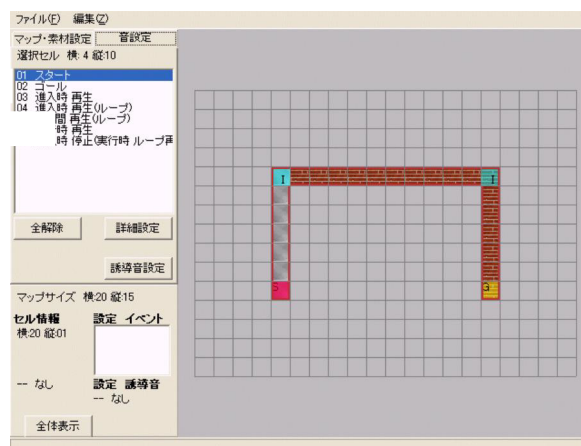 ファイル(F) 編集(Z)
マップ・素材設定 音設定
選択セル 横: 4 縦:10
01 スタート
02 ゴール
03 進入時 再生
04 進入時 再生(ループ)
間 再生(ループ)
時 再生
時 停止(実行時 ループ再
全解除 詳細設定
誘導音設定
マップサイズ 横:20 縦:15
セル情報 設定 イベント
横:20 縦:01
-- なし 設定 誘導音
-- なし
全体表示
I I
S G